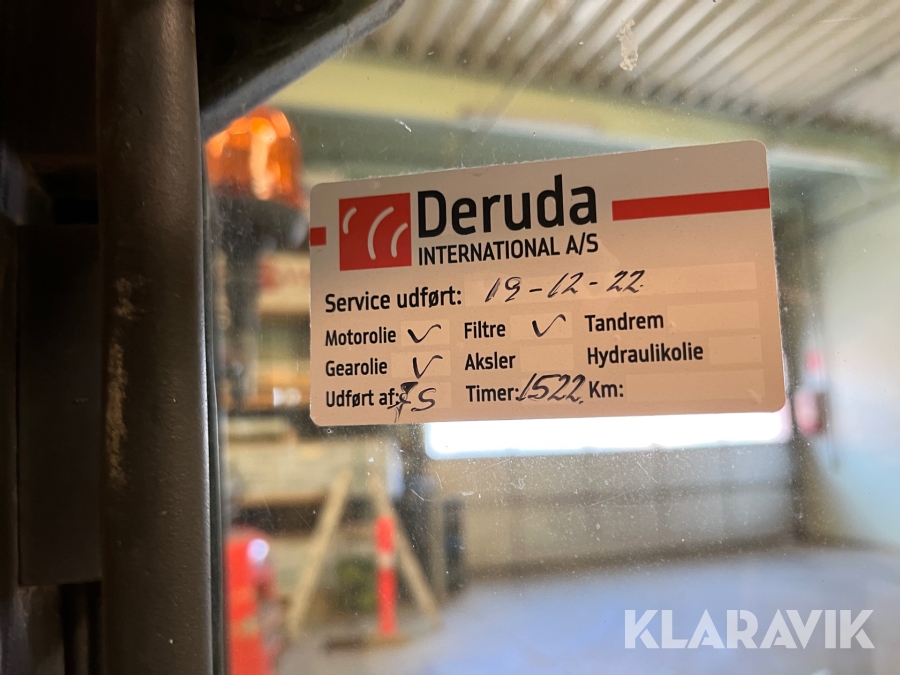 Deruda
INTERNATIONAL A/S
Service udført: 19-12-22
Motorolie ✓ Filtre ✓ Tandrem
Gearolie ✓ Aksler Hydraulikolie
Udført af: JS Timer: 1522 Km:
KLARAVIK